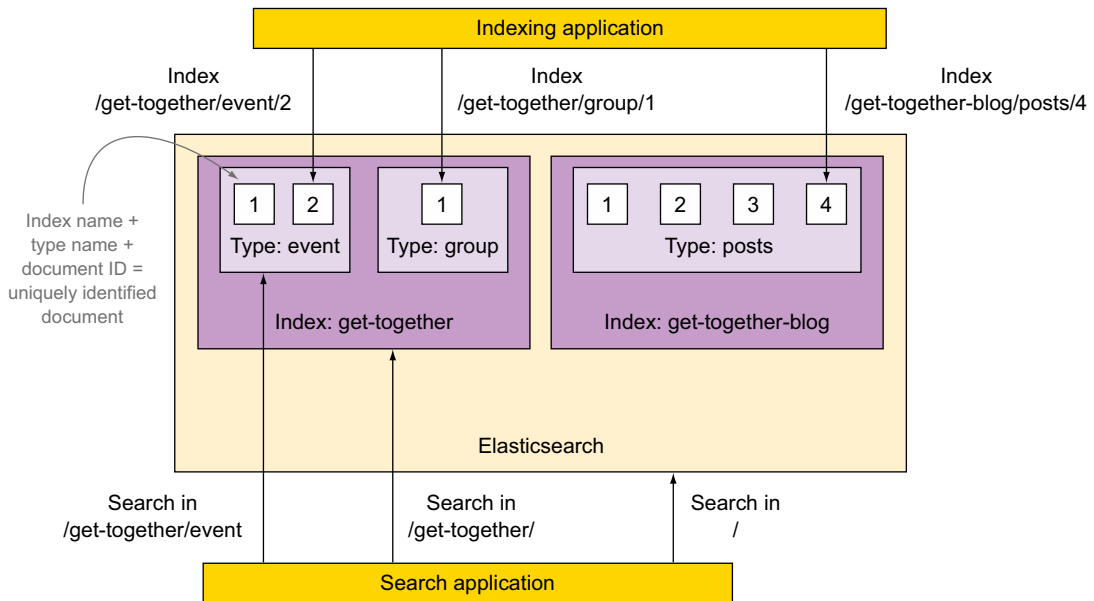 Indexing application
Index
/get-together/event/2
Index
/get-together/group/1
Index
/get-together-blog/posts/4
Index name +
type name +
document ID =
uniquely identified
document
1
2
Type: event
1
Type: group
1
2
3
4
Type: posts
Index: get-together
Index: get-together-blog
Elasticsearch
Search in
/get-together/event
Search in
/get-together/
Search in
/
Search application